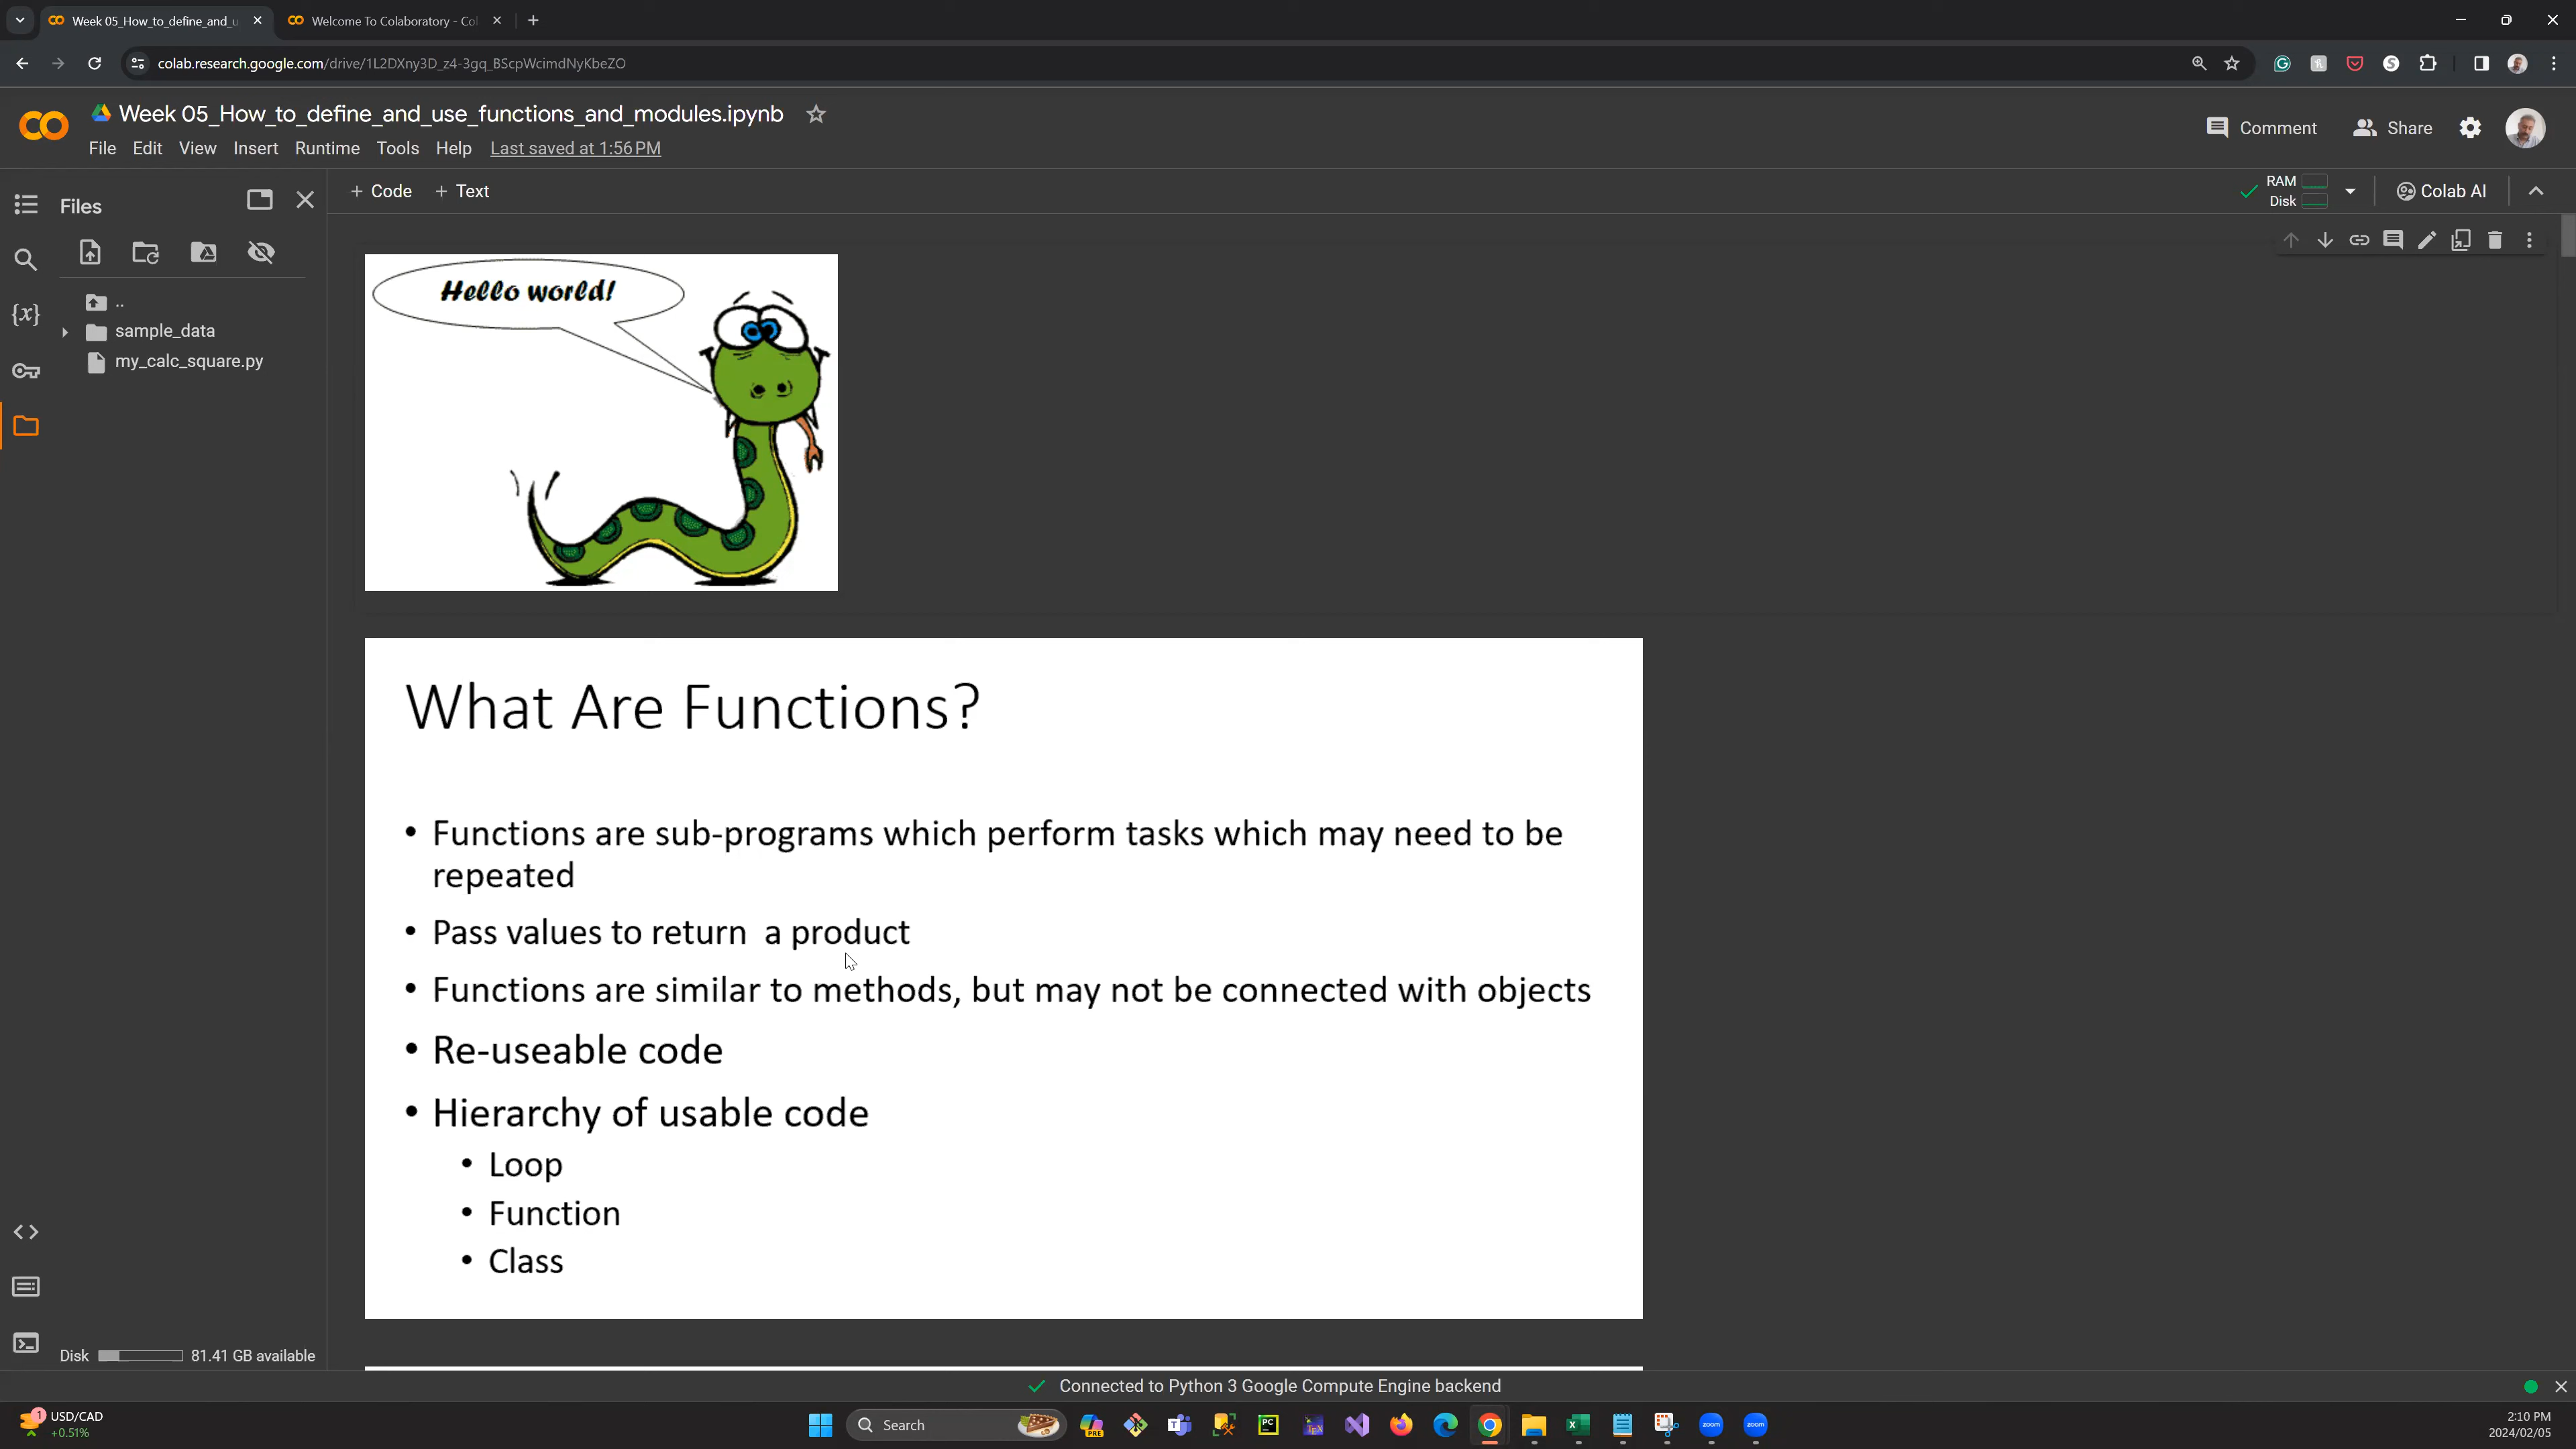 Week 05_How_to_define_and_u
Welcome To Colaboratory - Col
colab.research.google.com/drive/1L2DXny3D_z4-3gq_BScpWcimdNyKbeZO
Week 05_How_to_define_and_use_functions_and_modules.ipynb
File Edit View Insert Runtime Tools Help Last saved at 1:56 PM
Comment Share
Files
+ Code + Text
RAM
Disk
Colab AI
..
sample_data
my_calc_square.py
{x}
Hello world!
What Are Functions?
• Functions are sub-programs which perform tasks which may need to be
repeated
• Pass values to return a product
• Functions are similar to methods, but may not be connected with objects
• Re-useable code
• Hierarchy of usable code
• Loop
• Function
• Class
Disk 81.41 GB available
Connected to Python 3 Google Compute Engine backend
1
USD/CAD
+0.51%
Search
PRE
PC
zoom
zoom
2:10 PM
2024/02/05